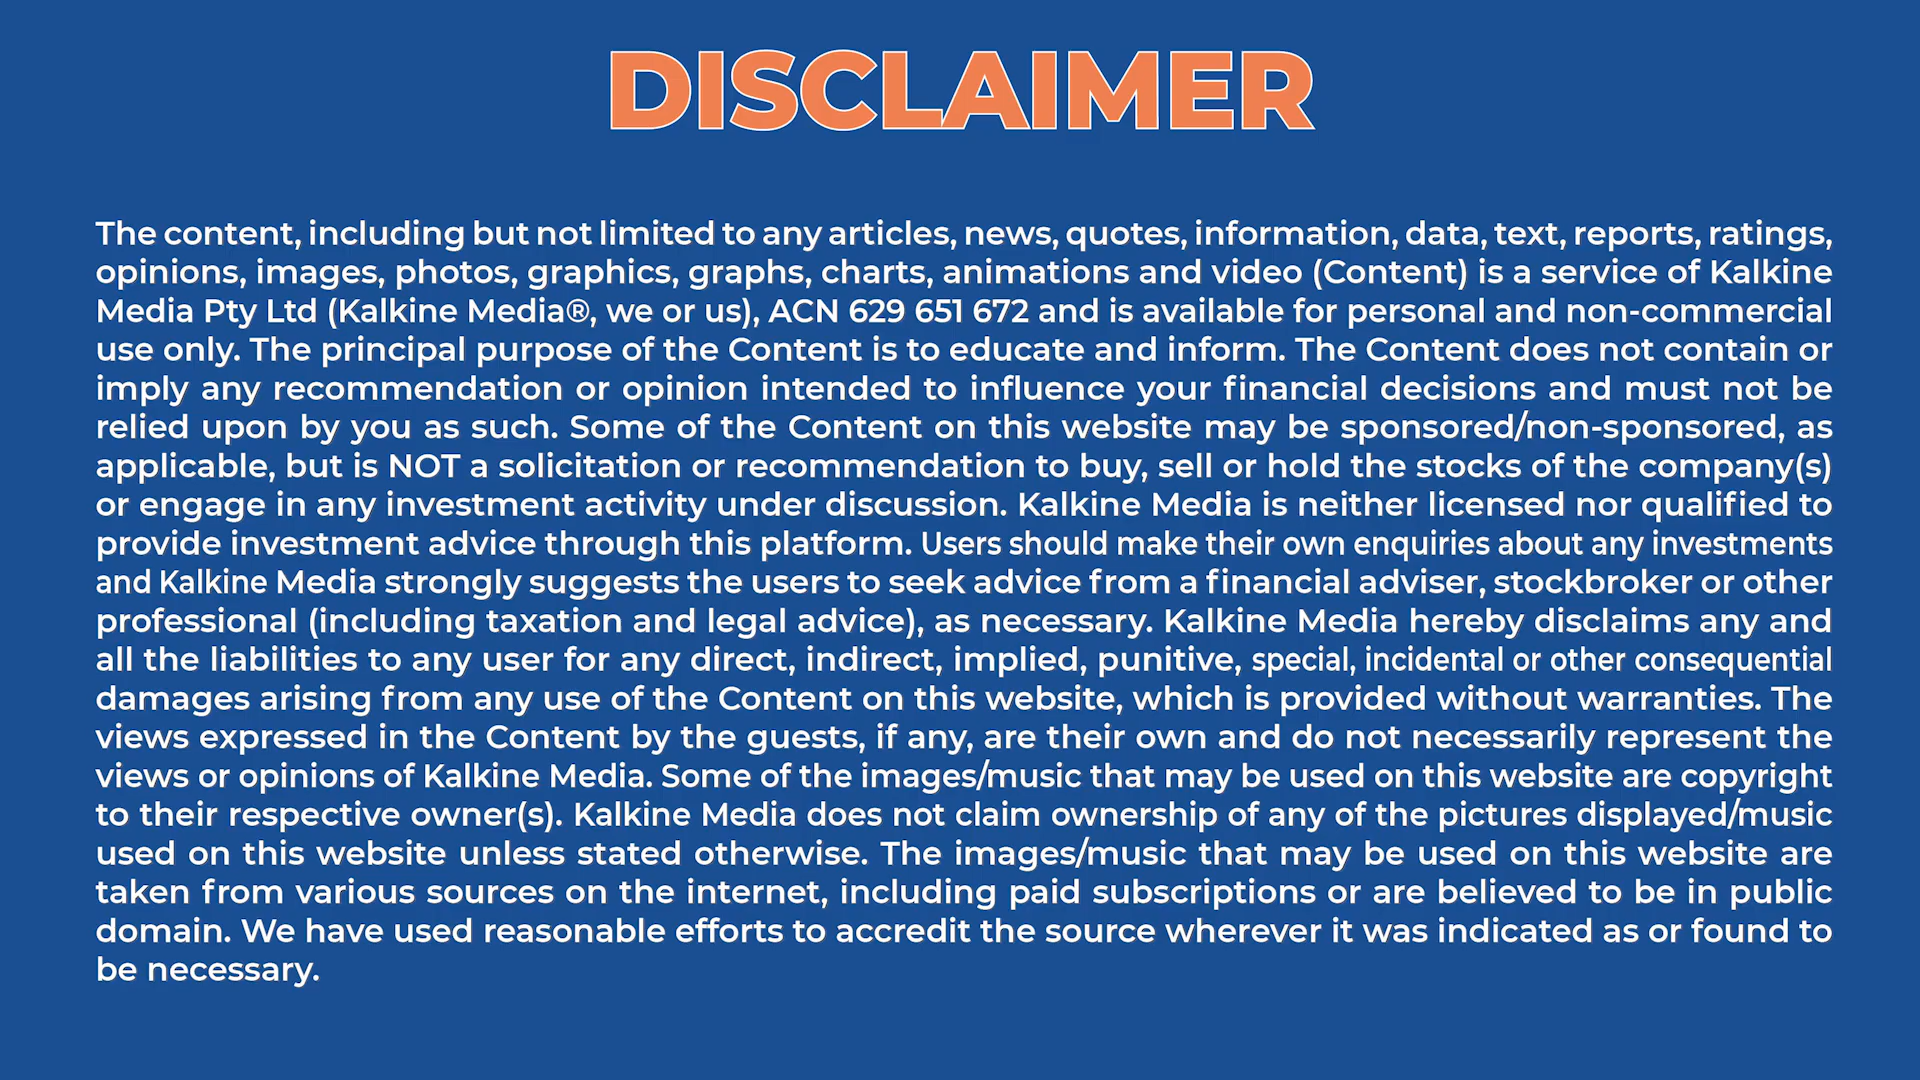 DISCLAIMER
The content, including but not limited to any articles, news, quotes, information, data, text, reports, ratings,
opinions, images, photos, graphics, graphs, charts, animations and video (Content) is a service of Kalkine
Media Pty Ltd (Kalkine Media®, we or us), ACN 629 651 672 and is available for personal and non-commercial
use only. The principal purpose of the Content is to educate and inform. The Content does not contain or
imply any recommendation or opinion intended to influence your financial decisions and must not be
relied upon by you as such. Some of the Content on this website may be sponsored/non-sponsored, as
applicable, but is NOT a solicitation or recommendation to buy, sell or hold the stocks of the company(s)
or engage in any investment activity under discussion. Kalkine Media is neither licensed nor qualified to
provide investment advice through this platform. Users should make their own enquiries about any investments
and Kalkine Media strongly suggests the users to seek advice from a financial adviser, stockbroker or other
professional (including taxation and legal advice), as necessary. Kalkine Media hereby disclaims any and
all the liabilities to any user for any direct, indirect, implied, punitive, special, incidental or other consequential
damages arising from any use of the Content on this website, which is provided without warranties. The
views expressed in the Content by the guests, if any, are their own and do not necessarily represent the
views or opinions of Kalkine Media. Some of the images/music that may be used on this website are copyright
to their respective owner(s). Kalkine Media does not claim ownership of any of the pictures displayed/music
used on this website unless stated otherwise. The images/music that may be used on this website are
taken from various sources on the internet, including paid subscriptions or are believed to be in public
domain. We have used reasonable efforts to accredit the source wherever it was indicated as or found to
be necessary.